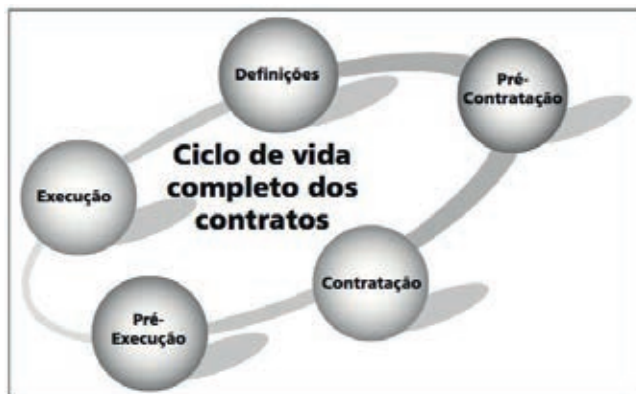 Definições
Pré-
Contratação
Ciclo de vida
completo dos
contratos
Execução
Contratação
Pré-
Execução